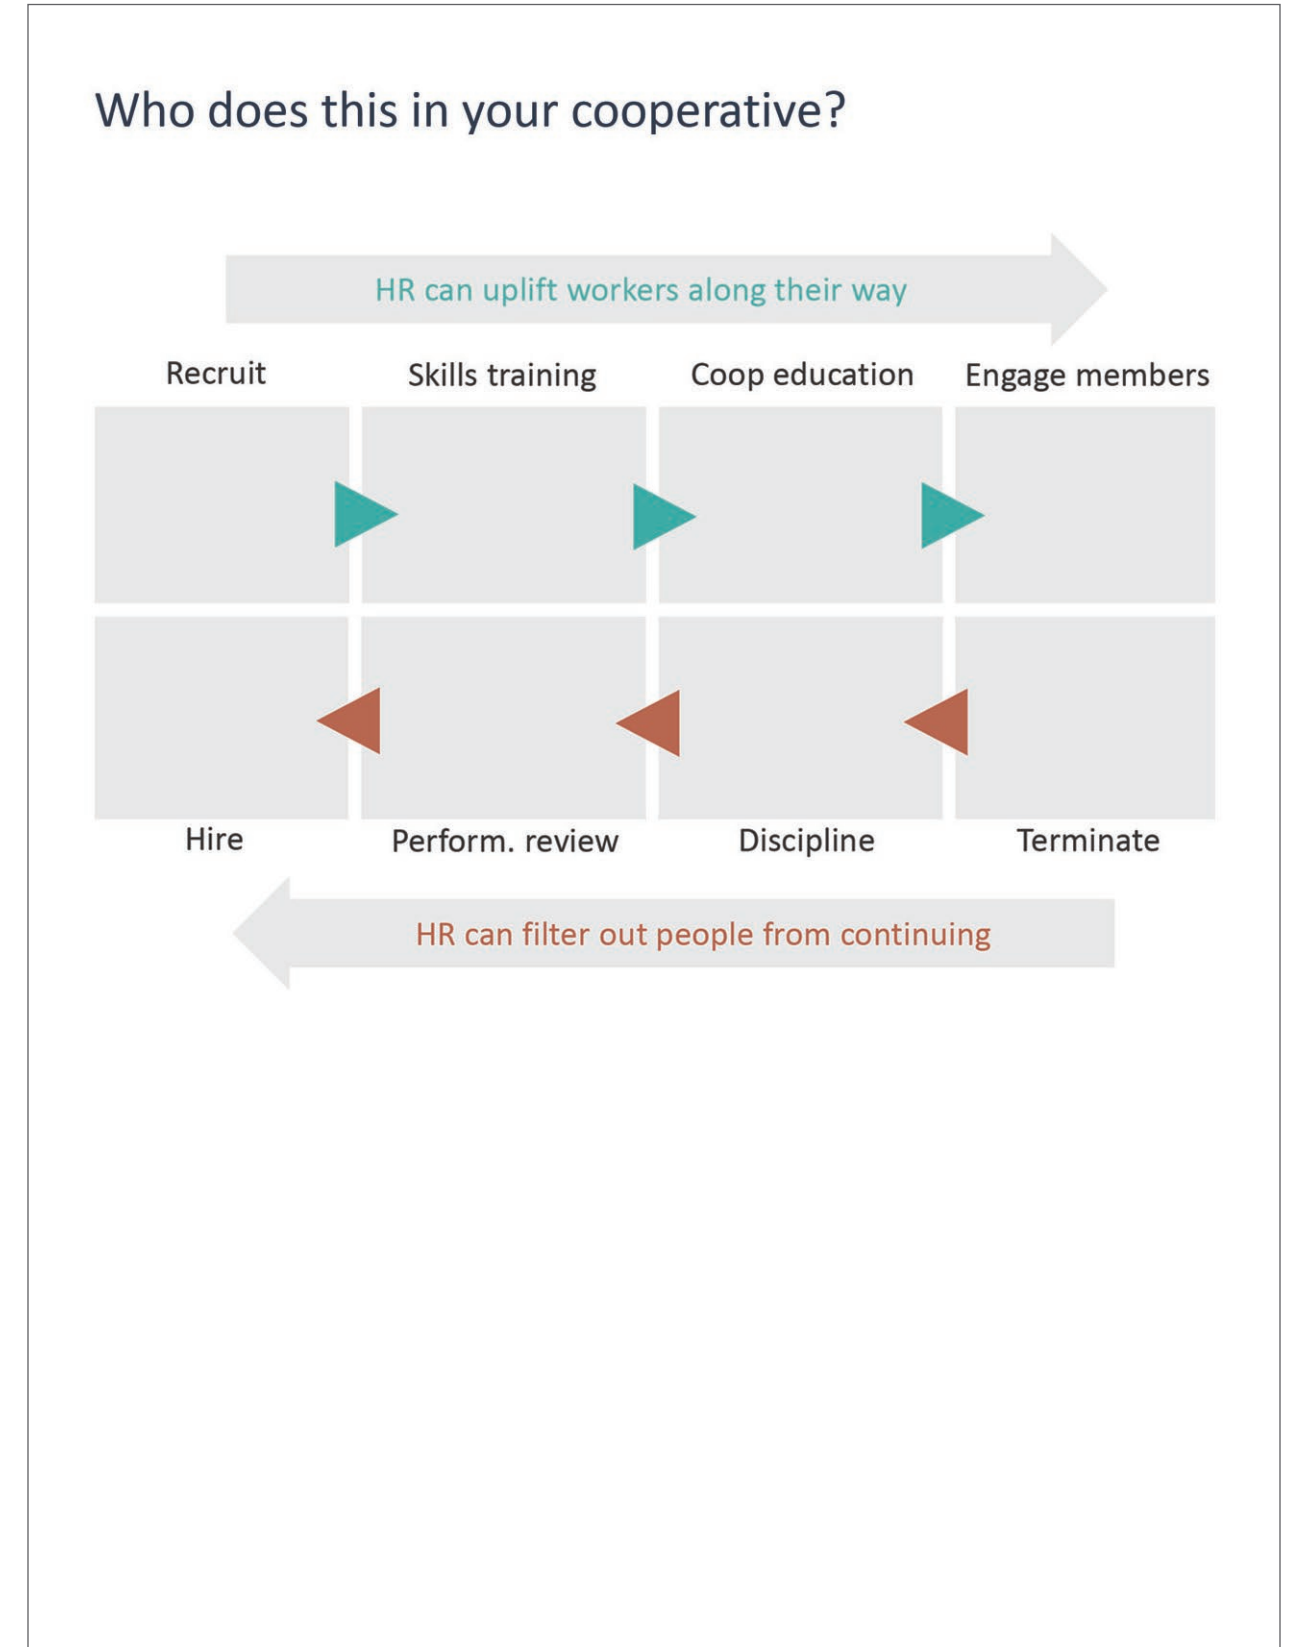 Who does this in your cooperative?
HR can uplift workers along their way
Recruit
Skills training
Coop education
Engage members
Hire
Perform. review
Discipline
Terminate
HR can filter out people from continuing